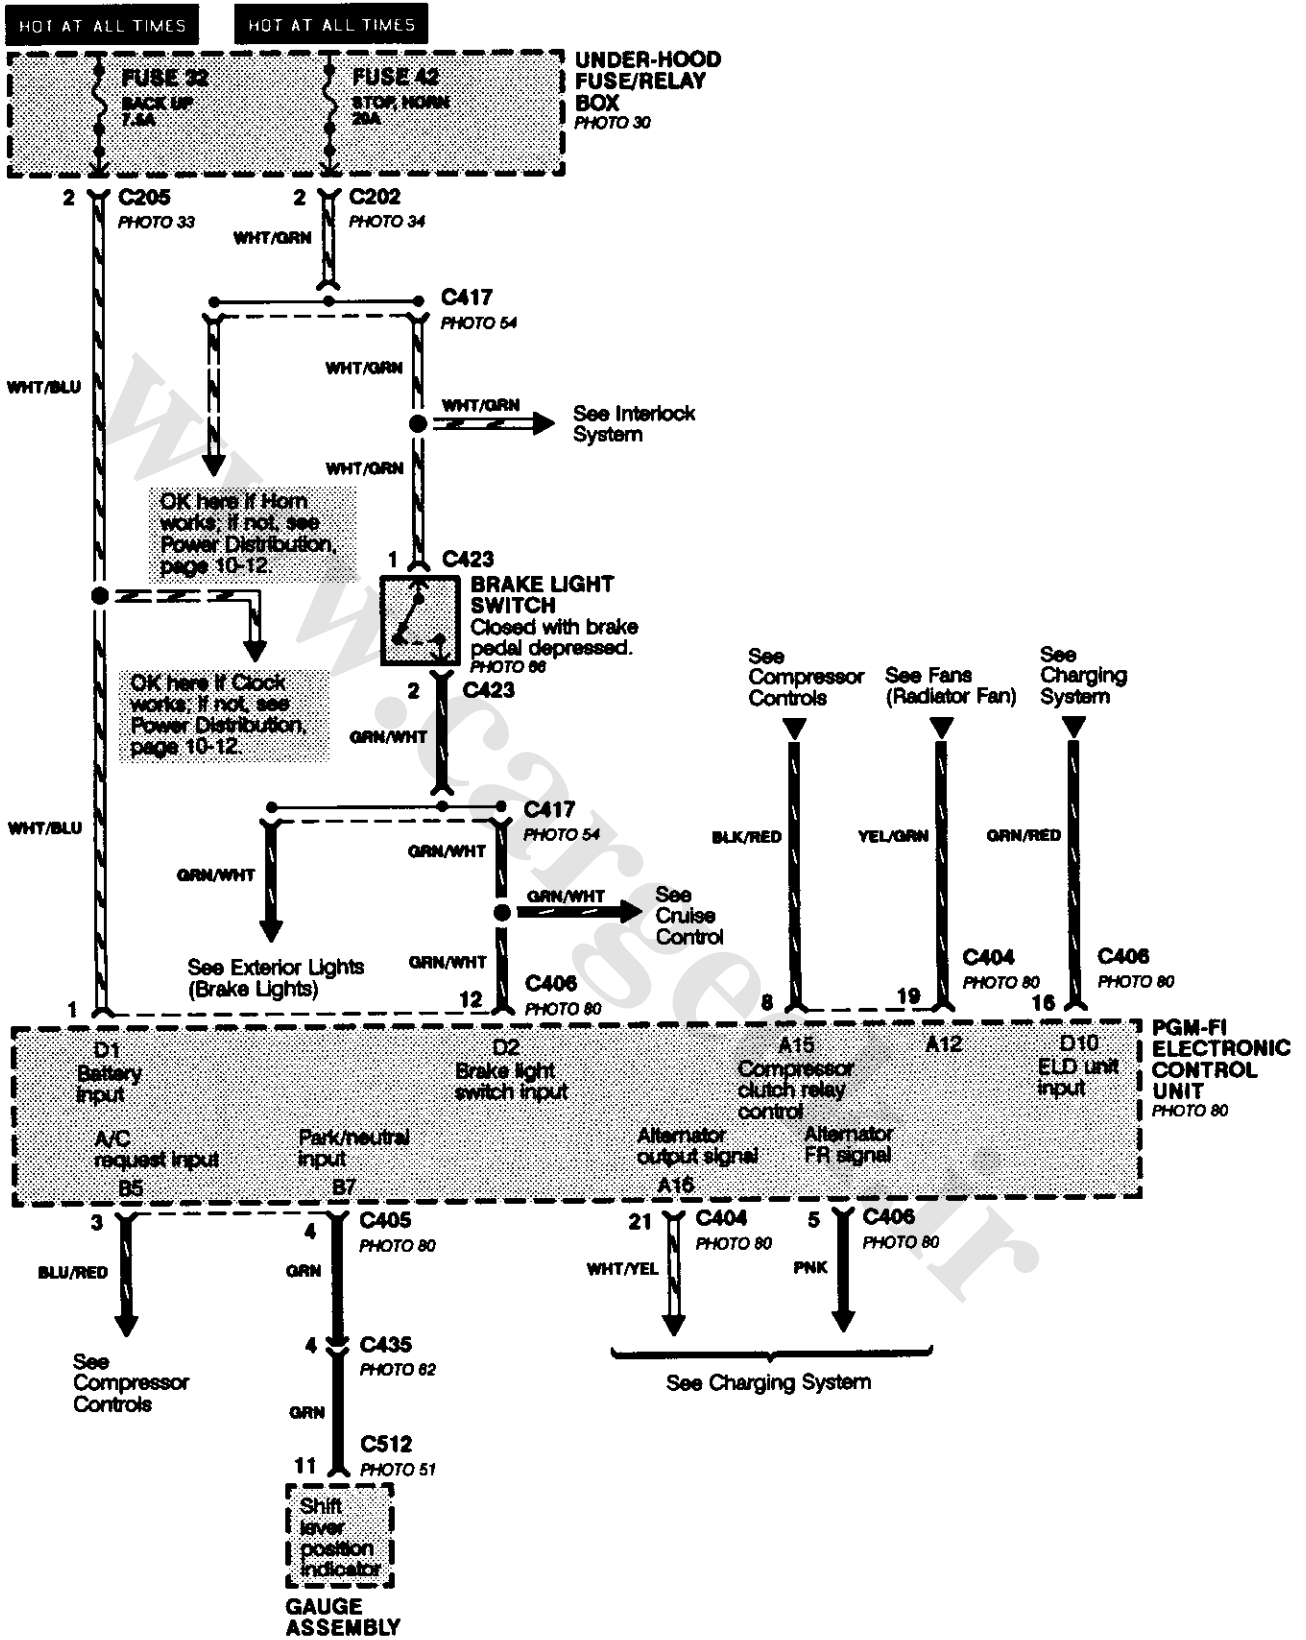 HOT AT ALL TIMES
HOT AT ALL TIMES
FUSE 32
BACK UP
7.5A
FUSE 42
STOP, HORN
20A
UNDER-HOOD
FUSE/RELAY
BOX
PHOTO 30
2
C205
PHOTO 33
2
C202
PHOTO 34
WHT/GRN
C417
PHOTO 54
WHT/BLU
WHT/GRN
WHT/GRN
See Interlock
System
WHT/GRN
OK here if Horn
works; if not, see
Power Distribution,
page 10-12.
1
C423
BRAKE LIGHT
SWITCH
Closed with brake
pedal depressed.
PHOTO 66
2
C423
OK here if Clock
works; if not, see
Power Distribution,
page 10-12.
GRN/WHT
See
Compressor
Controls
See Fans
(Radiator Fan)
See
Charging
System
WHT/BLU
C417
PHOTO 54
GRN/WHT
GRN/WHT
BLK/RED
YEL/GRN
GRN/RED
GRN/WHT
See
Cruise
Control
See Exterior Lights
(Brake Lights)
GRN/WHT
1
12
C406
PHOTO 80
8
19
C404
PHOTO 80
16
C406
PHOTO 80
PGM-FI
ELECTRONIC
CONTROL
UNIT
PHOTO 80
D1
Battery
input
D2
Brake light
switch input
A15
Compressor
clutch relay
control
A12
D10
ELD unit
input
A/C
request input
B5
Park/neutral
input
B7
Alternator
output signal
A16
Alternator
FR signal
3
4
C405
PHOTO 80
21
C404
PHOTO 80
5
C406
PHOTO 80
BLU/RED
GRN
WHT/YEL
PNK
See
Compressor
Controls
4
C435
PHOTO 62
See Charging System
GRN
11
C512
PHOTO 51
Shift
lever
position
indicator
GAUGE
ASSEMBLY